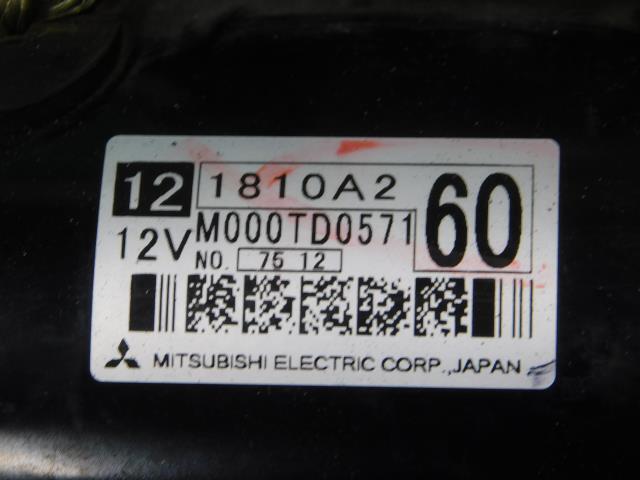 12 1810A2 60
12V M000TD0571
NO. 75 12
MITSUBISHI ELECTRIC CORP., JAPAN